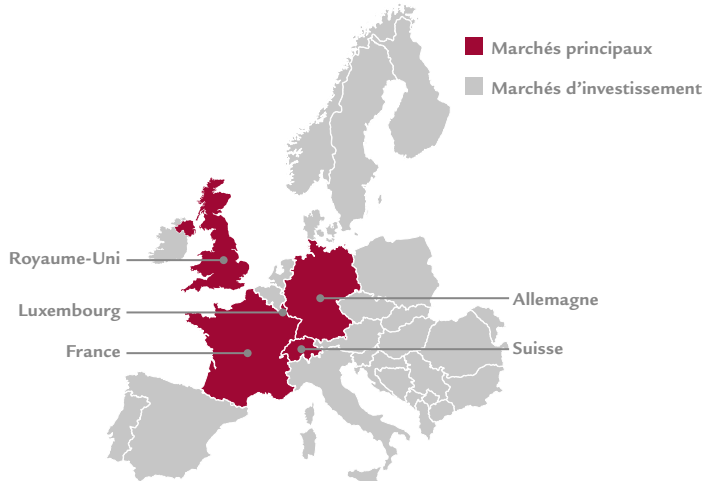 Marchés principaux
Marchés d’investissement
Royaume-Uni
Luxembourg
France
Allemagne
Suisse